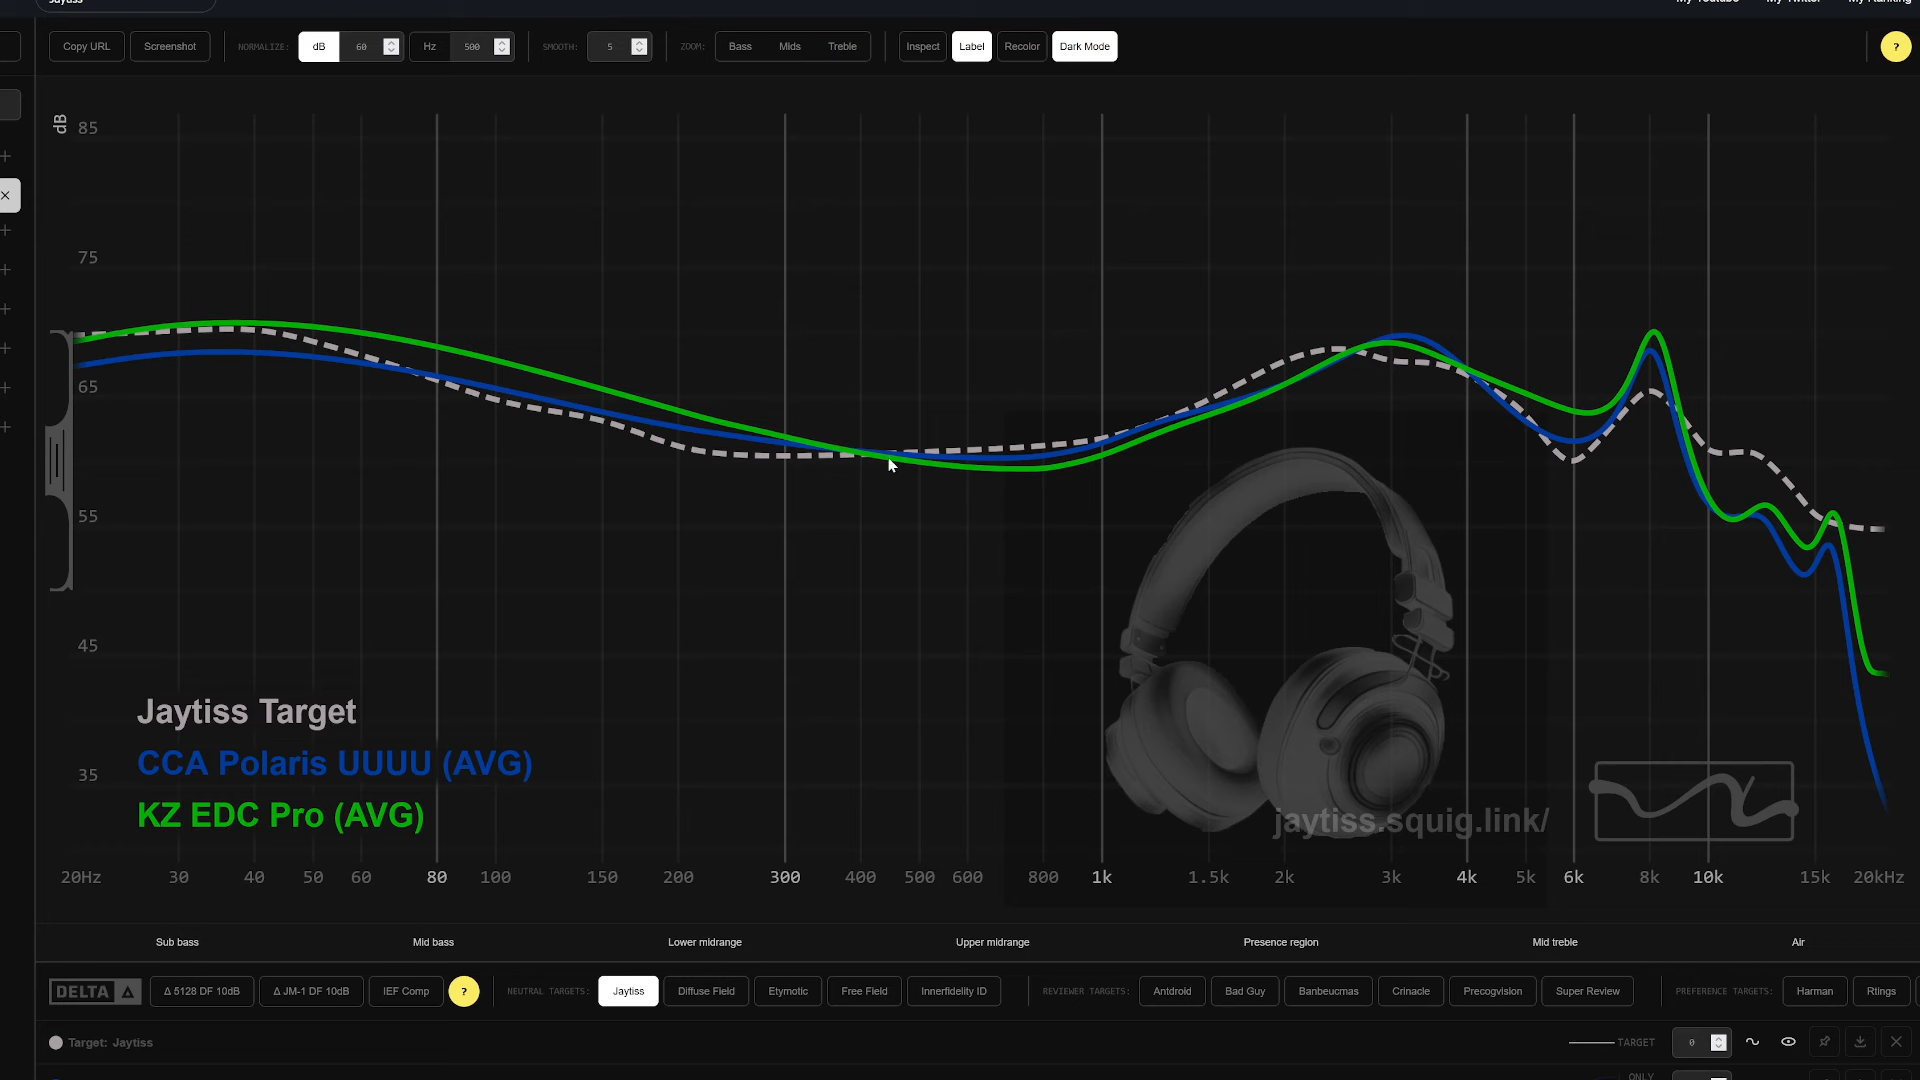 Copy URL Screenshot NORMALIZE: dB 60 Hz 500 SMOOTH: 5 ZOOM: Bass Mids Treble Inspect Label Recolor Dark Mode ?
dB
85
75
65
55
45
35
Jaytiss Target
CCA Polaris UUUU (AVG)
KZ EDC Pro (AVG)
jaytiss.squig.link/
20Hz 30 40 50 60 80 100 150 200 300 400 500 600 800 1k 1.5k 2k 3k 4k 5k 6k 8k 10k 15k 20kHz
Sub bass Mid bass Lower midrange Upper midrange Presence region Mid treble Air
DELTA Δ Δ 5128 DF 10dB Δ JM-1 DF 10dB IEF Comp ? NEUTRAL TARGETS: Jaytiss Diffuse Field Etymotic Free Field Innerfidelity ID REVIEWER TARGETS: Antdroid Bad Guy Banbeucmas Crinacle Precogvision Super Review PREFERENCE TARGETS: Harman Rtings
Target: Jaytiss TARGET 0